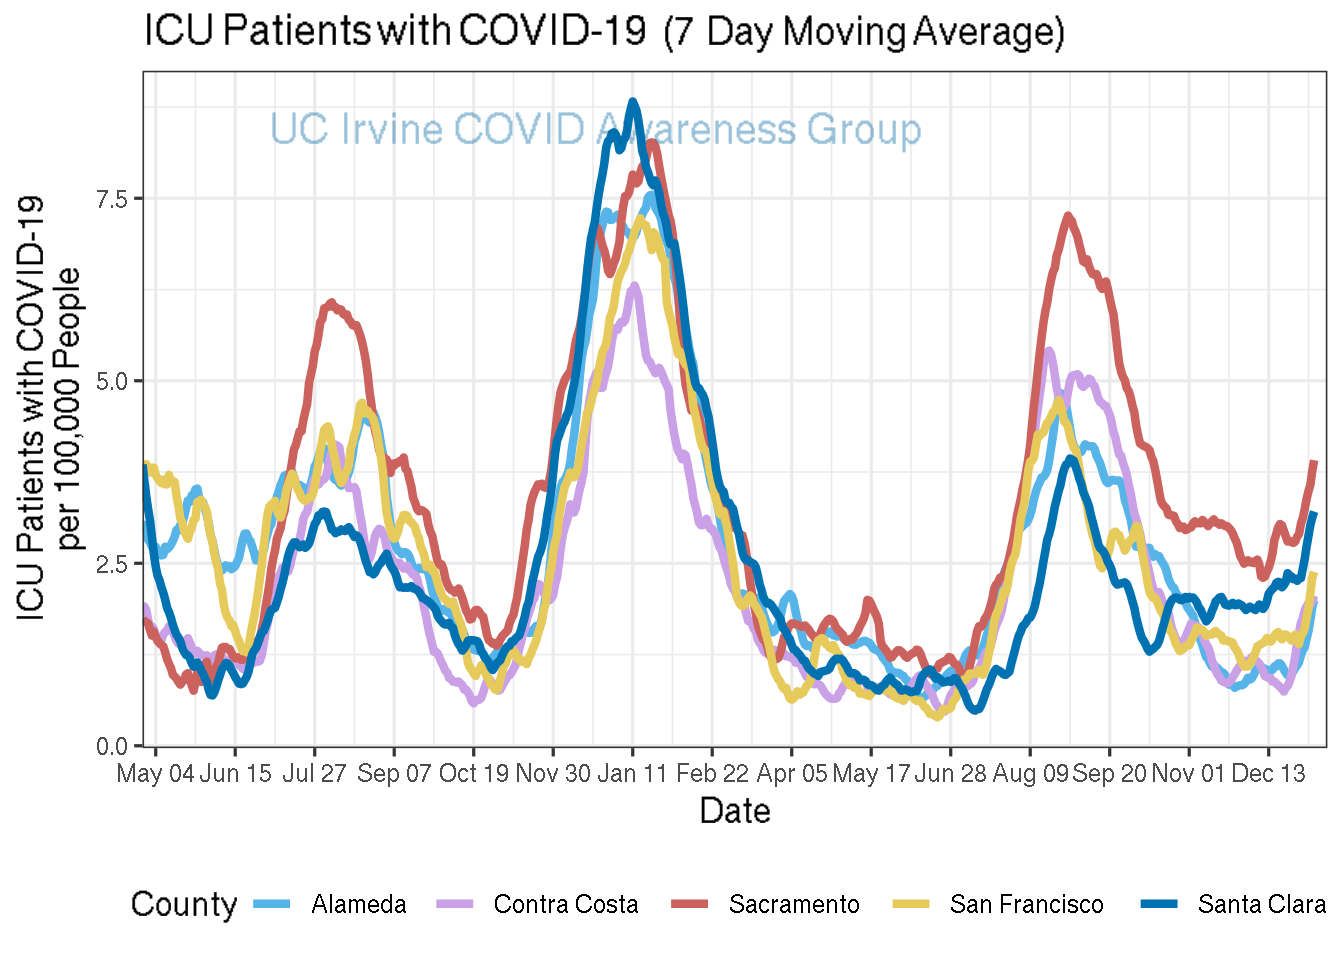 ICU Patients with COVID-19 (7 Day Moving Average)
UC Irvine COVID Awareness Group
ICU Patients with COVID-19
per 100,000 People
7.5
5.0
2.5
0.0
May 04 Jun 15 Jul 27 Sep 07 Oct 19 Nov 30 Jan 11 Feb 22 Apr 05 May 17 Jun 28 Aug 09 Sep 20 Nov 01 Dec 13
Date
County Alameda Contra Costa Sacramento San Francisco Santa Clara